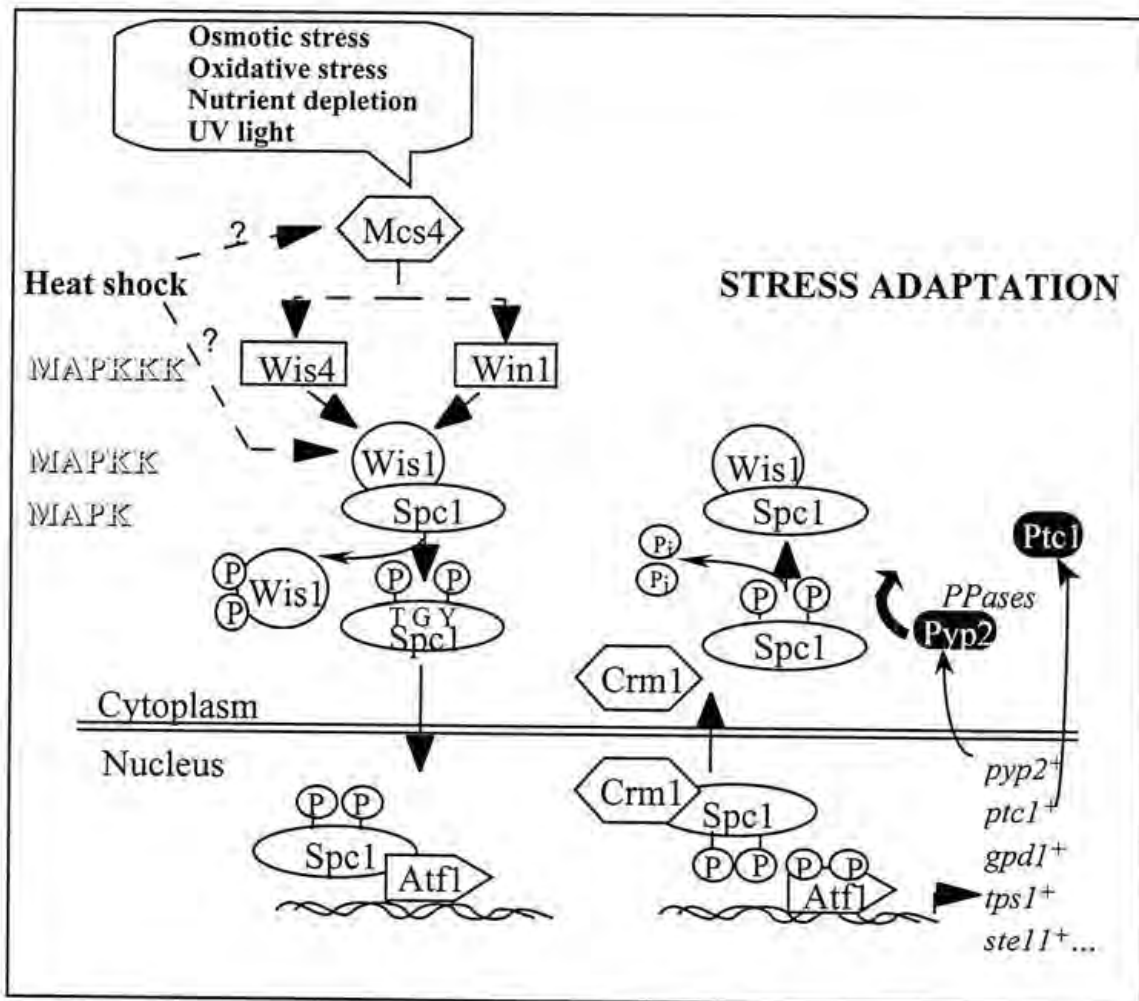 Osmotic stress
Oxidative stress
Nutrient depletion
UV light
?
Mcs4
Heat shock
STRESS ADAPTATION
?
MAPKKK
Wis4
Win1
MAPKK
Wis1
Wis1
MAPK
Spc1
Spc1
Ptc1
P
P
Wis1
P P
T G Y
Spc1
Pi
Pi
P P
Spc1
PPases
Pyp2
Crm1
Cytoplasm
Nucleus
pyp2+
Crm1
Spc1
ptc1+
P P
Spc1
Atf1
P P
P P
Atf1
gpd1+
tps1+
ste11+...